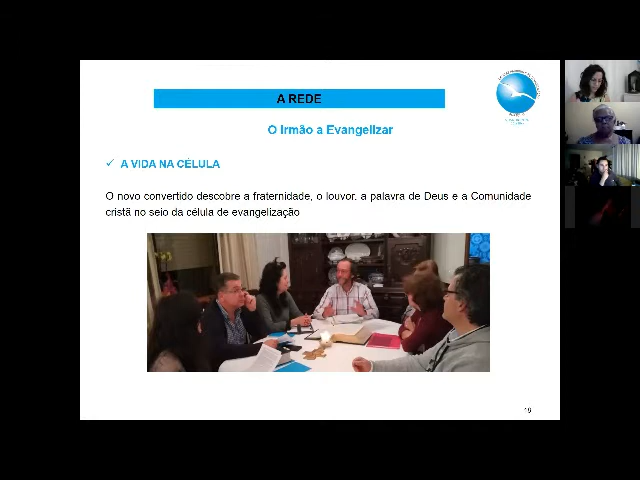 A REDE
O Irmão a Evangelizar
✓ A VIDA NA CÉLULA
O novo convertido descobre a fraternidade, o louvor, a palavra de Deus e a Comunidade
cristã no seio da célula de evangelização